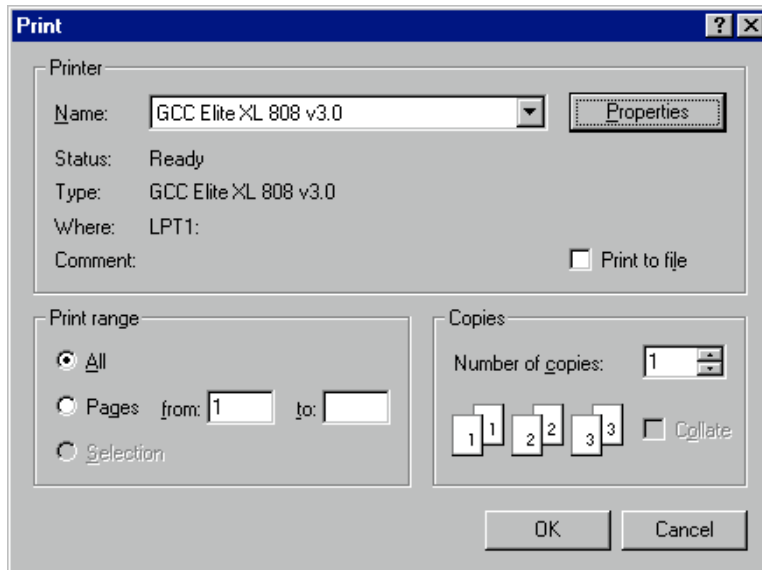 Print
Printer
Name: GCC Elite XL 808 v3.0 Properties
Status: Ready
Type: GCC Elite XL 808 v3.0
Where: LPT1:
Comment: Print to file
Print range
All
Pages from: 1 to:
Selection
Copies
Number of copies: 1
1 1 2 2 3 3 Collate
OK Cancel